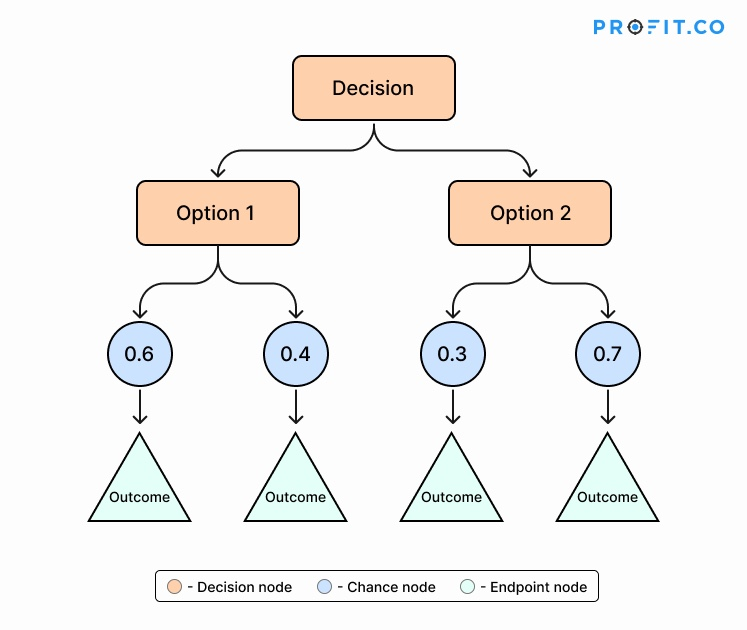 PROFIT.CO
Decision
Option 1
Option 2
0.6
0.4
0.3
0.7
Outcome
Outcome
Outcome
Outcome
- Decision node - Chance node - Endpoint node